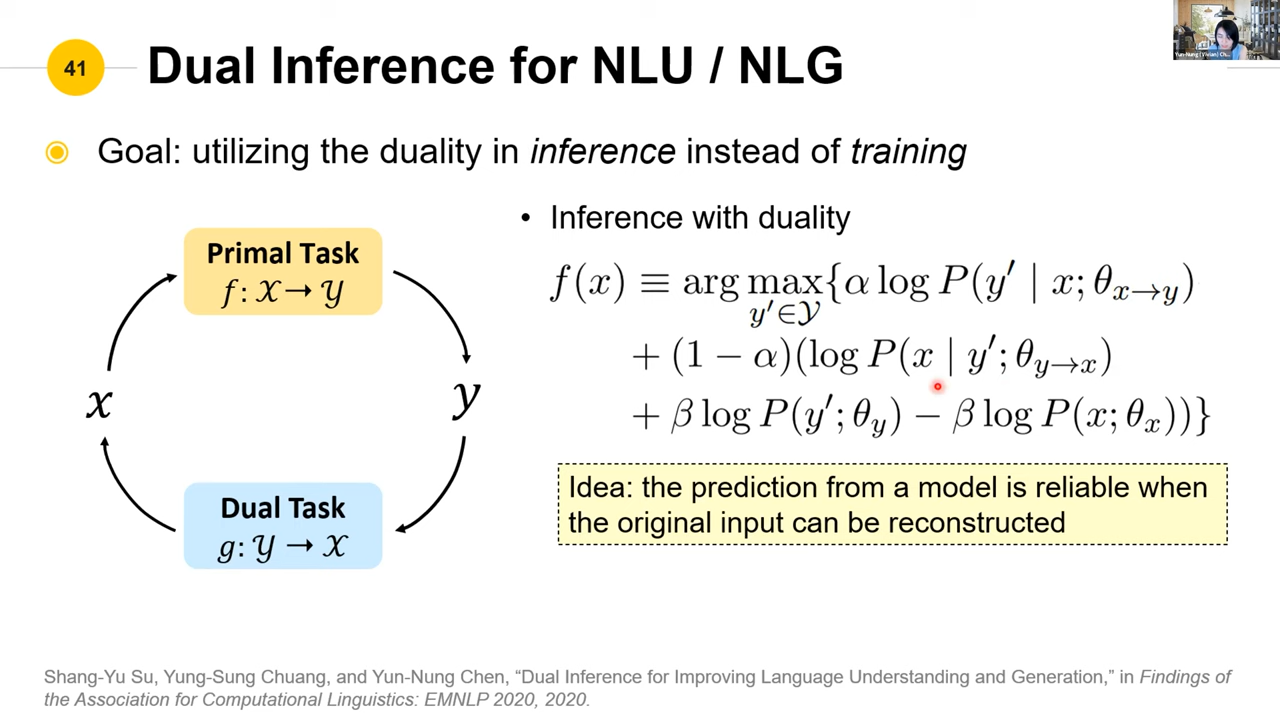 41
Dual Inference for NLU / NLG
Yun-Nung (Vivian) Ch...
Goal: utilizing the duality in inference instead of training
Primal Task
f: X → Y
x
y
Dual Task
g: Y → X
• Inference with duality
f(x) ≡ arg max{α log P(y′ | x; θx→y)
y′∈Y
+ (1 − α)(log P(x | y′; θy→x)
+ β log P(y′; θy) − β log P(x; θx))}
Idea: the prediction from a model is reliable when
the original input can be reconstructed
Shang-Yu Su, Yung-Sung Chuang, and Yun-Nung Chen, “Dual Inference for Improving Language Understanding and Generation,” in Findings of
the Association for Computational Linguistics: EMNLP 2020, 2020.